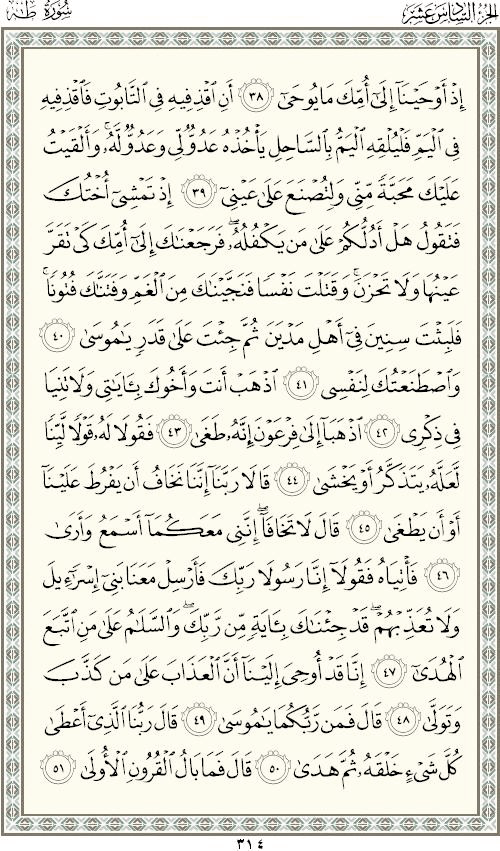 الجزء السادس عشر
سورة طه
إِذْ أَوْحَيْنَآ إِلَىٰٓ أُمِّكَ مَا يُوحَىٰٓ ٣٨ أَنِ ٱقْذِفِيهِ فِى ٱلتَّابُوتِ فَٱقْذِفِيهِ
فِى ٱلْيَمِّ فَلْيُلْقِهِ ٱلْيَمُّ بِٱلسَّاحِلِ يَأْخُذْهُ عَدُوٌّ لِّى وَعَدُوٌّ لَّهُۥ ۚ وَأَلْقَيْتُ
عَلَيْكَ مَحَبَّةً مِّنِّى وَلِتُصْنَعَ عَلَىٰ عَيْنِىٓ ٣٩ إِذْ تَمْشِىٓ أُخْتُكَ
فَتَقُولُ هَلْ أَدُلُّكُمْ عَلَىٰ مَن يَكْفُلُهُۥ ۖ فَرَجَعْنَٰكَ إِلَىٰٓ أُمِّكَ كَىْ تَقَرَّ
عَيْنُهَا وَلَا تَحْزَنَ ۚ وَقَتَلْتَ نَفْسًا فَنَجَّيْنَٰكَ مِنَ ٱلْغَمِّ وَفَتَنَّٰكَ فُتُونًا ۚ
فَلَبِثْتَ سِنِينَ فِىٓ أَهْلِ مَدْيَنَ ثُمَّ جِئْتَ عَلَىٰ قَدَرٍ يَٰمُوسَىٰ ٤٠
وَٱصْطَنَعْتُكَ لِنَفْسِى ٤١ ٱذْهَبْ أَنتَ وَأَخُوكَ بِـَٔايَٰتِى وَلَا تَنِيَا
فِى ذِكْرِى ٤٢ ٱذْهَبَآ إِلَىٰ فِرْعَوْنَ إِنَّهُۥ طَغَىٰ ٤٣ فَقُولَا لَهُۥ قَوْلًا لَّيِّنًا
لَّعَلَّهُۥ يَتَذَكَّرُ أَوْ يَخْشَىٰ ٤٤ قَالَا رَبَّنَآ إِنَّنَا نَخَافُ أَن يَفْرُطَ عَلَيْنَآ
أَوْ أَن يَطْغَىٰ ٤٥ قَالَ لَا تَخَافَآ ۖ إِنَّنِى مَعَكُمَآ أَسْمَعُ وَأَرَىٰ
٤٦ فَأْتِيَاهُ فَقُولَآ إِنَّا رَسُولَا رَبِّكَ فَأَرْسِلْ مَعَنَا بَنِىٓ إِسْرَٰٓءِيلَ
وَلَا تُعَذِّبْهُمْ ۖ قَدْ جِئْنَٰكَ بِـَٔايَةٍ مِّن رَّبِّكَ ۖ وَٱلسَّلَٰمُ عَلَىٰ مَنِ ٱتَّبَعَ
ٱلْهُدَىٰٓ ٤٧ إِنَّا قَدْ أُوحِىَ إِلَيْنَآ أَنَّ ٱلْعَذَابَ عَلَىٰ مَن كَذَّبَ
وَتَوَلَّىٰ ٤٨ قَالَ فَمَن رَّبُّكُمَا يَٰمُوسَىٰ ٤٩ قَالَ رَبُّنَا ٱلَّذِىٓ أَعْطَىٰ
كُلَّ شَىْءٍ خَلْقَهُۥ ثُمَّ هَدَىٰ ٥٠ قَالَ فَمَا بَالُ ٱلْقُرُونِ ٱلْأُولَىٰ ٥١
٣١٤